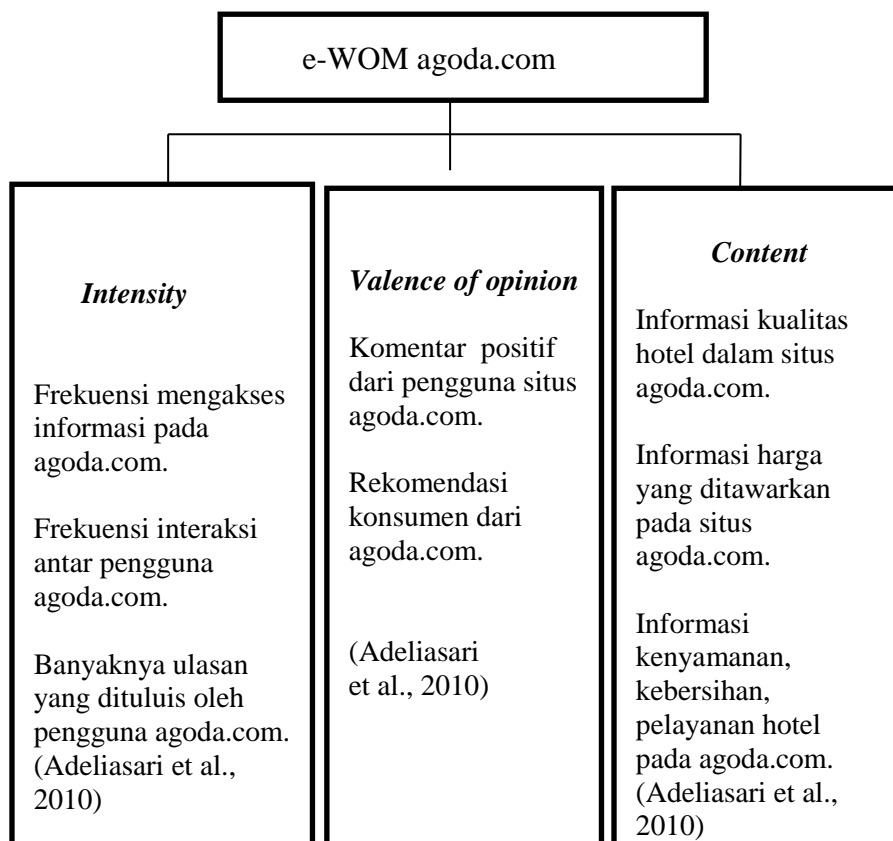 e-WOM agoda.com
Intensity
Frekuensi mengakses
informasi pada
agoda.com.
Frekuensi interaksi
antar pengguna
agoda.com.
Banyaknya ulasan
yang dituluis oleh
pengguna agoda.com.
(Adeliasari et al.,
2010)
Valence of opinion
Komentar positif
dari pengguna situs
agoda.com.
Rekomendasi
konsumen dari
agoda.com.
(Adeliasari
et al., 2010)
Content
Informasi kualitas
hotel dalam situs
agoda.com.
Informasi harga
yang ditawarkan
pada situs
agoda.com.
Informasi
kenyamanan,
kebersihan,
pelayanan hotel
pada agoda.com.
(Adeliasari et al.,
2010)